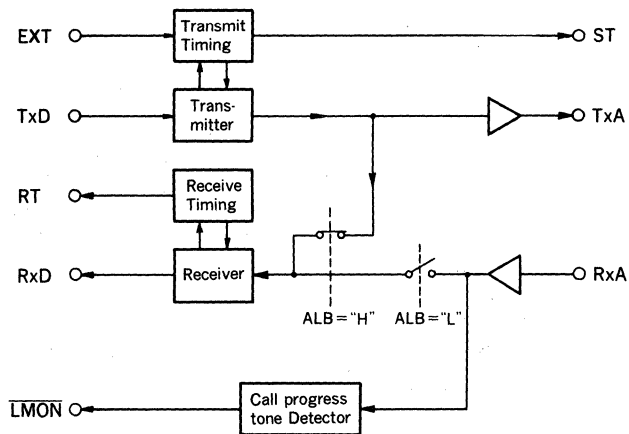 EXT
Transmit
Timing
ST
TxD
Trans-
mitter
TxA
RT
Receive
Timing
RxD
Receiver
RxA
ALB="H"
ALB="L"
LMON
Call progress
tone Detector